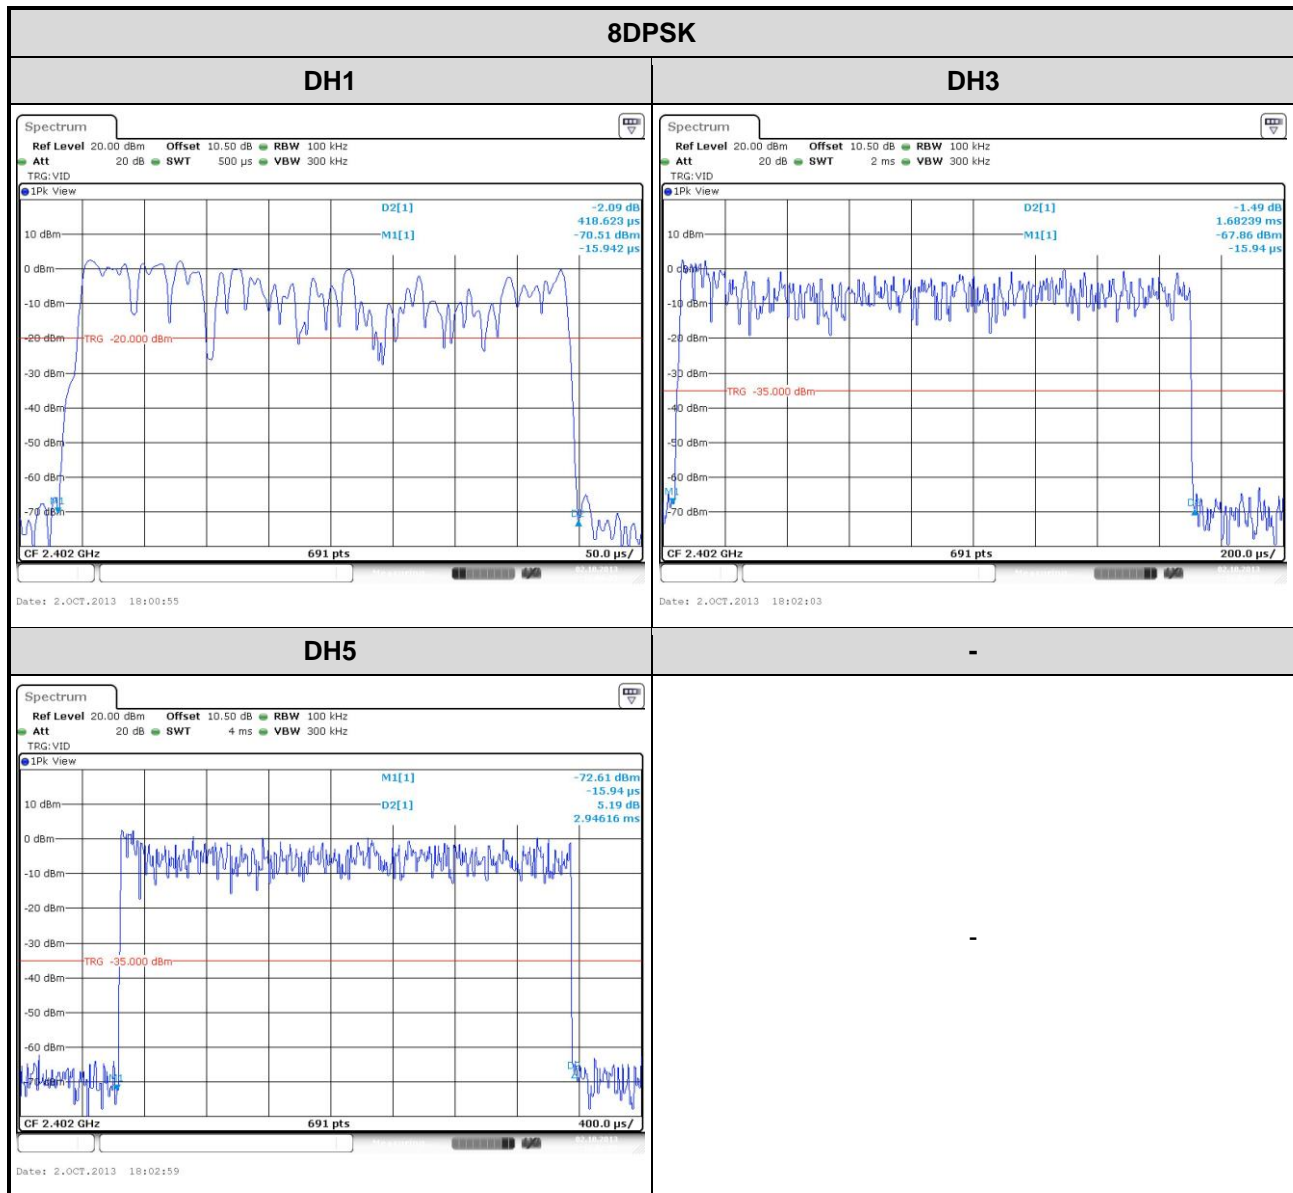 8DPSK
DH1 DH3
Spectrum
Ref Level 20.00 dBm Offset 10.50 dB RBW 100 kHz
Att 20 dB SWT 500 µs VBW 300 kHz
TRG:VID
1Pk View
D2[1] -2.09 dB
418.623 µs
10 dBm M1[1] -70.51 dBm
-15.942 µs
0 dBm
-10 dBm
-20 dBm TRG -20.000 dBm
-30 dBm
-40 dBm
-50 dBm
-60 dBm
M1
-70 dBm
D2
CF 2.402 GHz 691 pts 50.0 µs/
Date: 2.OCT.2013 18:00:55
Spectrum
Ref Level 20.00 dBm Offset 10.50 dB RBW 100 kHz
Att 20 dB SWT 2 ms VBW 300 kHz
TRG:VID
1Pk View
D2[1] -1.49 dB
1.68239 ms
10 dBm M1[1] -67.86 dBm
-15.94 µs
0 dBm
-10 dBm
-20 dBm
-30 dBm
TRG -35.000 dBm
-40 dBm
-50 dBm
-60 dBm
M1
-70 dBm
CF 2.402 GHz 691 pts 200.0 µs/
Date: 2.OCT.2013 18:02:03
DH5 -
Spectrum
Ref Level 20.00 dBm Offset 10.50 dB RBW 100 kHz
Att 20 dB SWT 4 ms VBW 300 kHz
TRG:VID
1Pk View
M1[1] -72.61 dBm
-15.94 µs
10 dBm D2[1] 5.19 dB
2.94616 ms
0 dBm
-10 dBm
-20 dBm
-30 dBm
TRG -35.000 dBm
-40 dBm
-50 dBm
-60 dBm
-70 dBm
CF 2.402 GHz 691 pts 400.0 µs/
Date: 2.OCT.2013 18:02:59
-